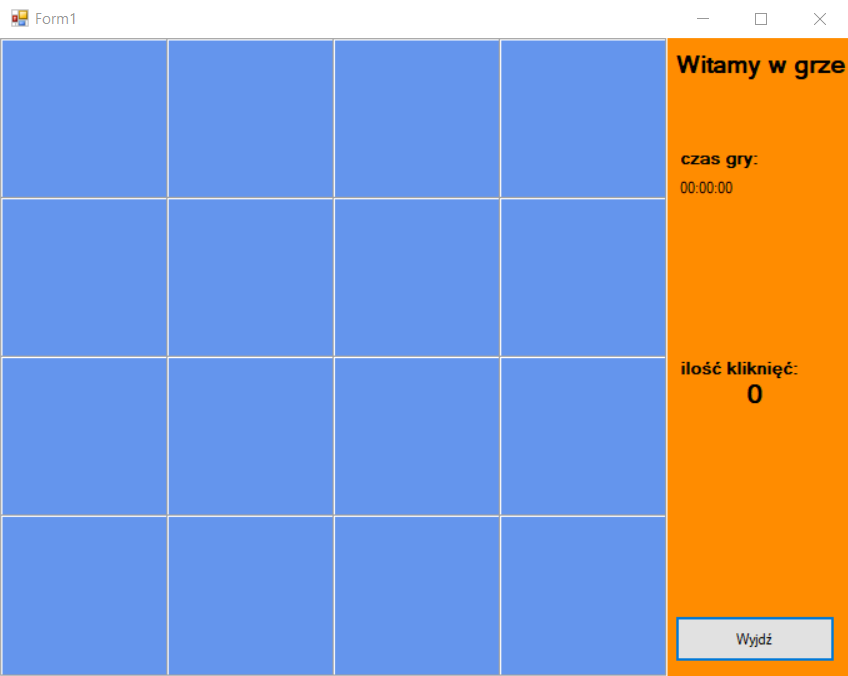 Form1
Witamy w grze
czas gry:
00:00:00
ilość kliknięć:
0
Wyjdź